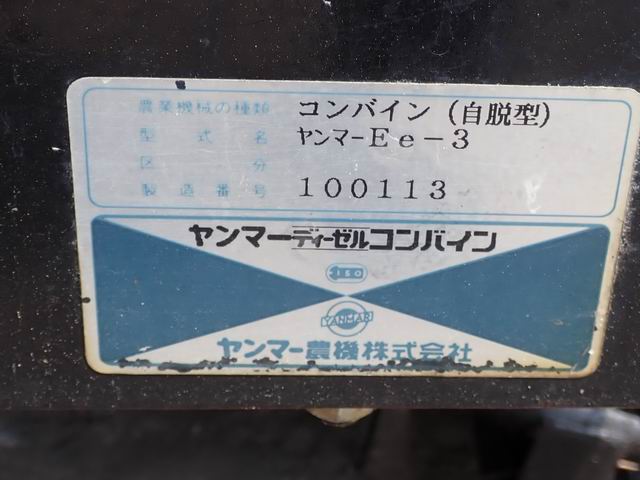 農業機械の種類 コンバイン(自脱型)
型式名 ヤンマーEe-3
区分
製造番号 100113
ヤンマーディーゼルコンバイン
ISO
YANMAR
ヤンマー農機株式会社